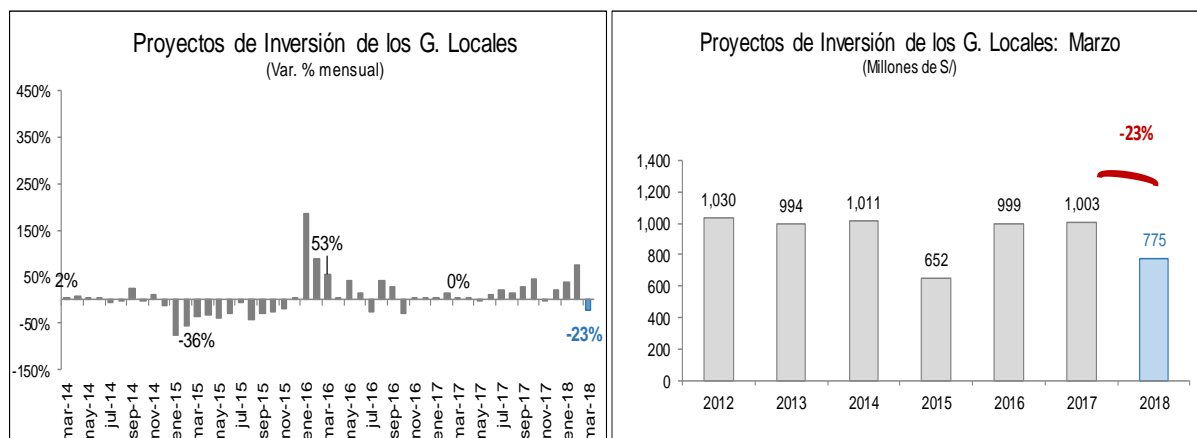 Proyectos de Inversión de los G. Locales
(Var. % mensual)
450%
350%
250%
150%
50%
-50%
-150%
2%
-36%
53%
0%
-23%
mar-14
may-14
jul-14
sep-14
nov-14
ene-15
mar-15
may-15
jul-15
sep-15
nov-15
ene-16
mar-16
may-16
jul-16
sep-16
nov-16
ene-17
mar-17
may-17
jul-17
sep-17
nov-17
ene-18
mar-18
Proyectos de Inversión de los G. Locales: Marzo
(Millones de S/)
-23%
1,400
1,200
1,000
800
600
400
200
0
1,030
994
1,011
652
999
1,003
775
2012 2013 2014 2015 2016 2017 2018